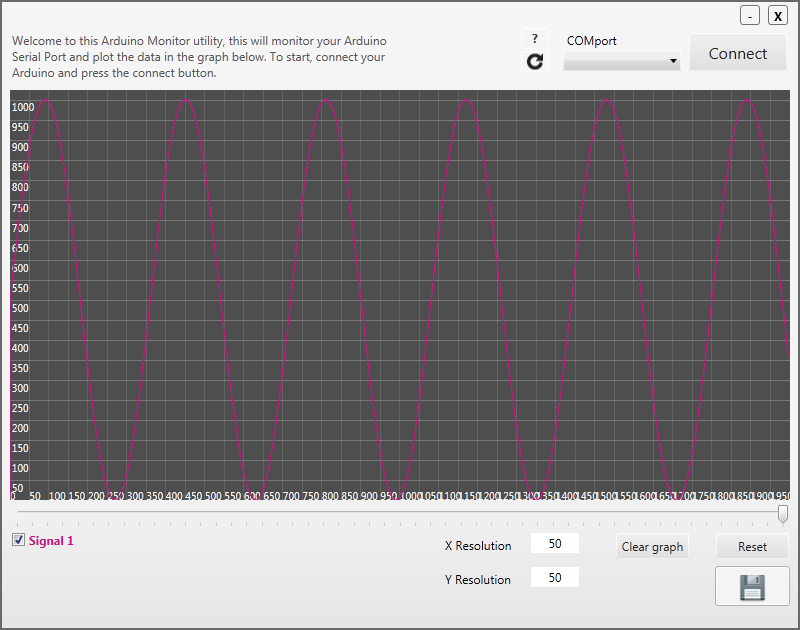 - X
Welcome to this Arduino Monitor utility, this will monitor your Arduino
Serial Port and plot the data in the graph below. To start, connect your
Arduino and press the connect button.
?
COMport
Connect
1000
950
900
850
800
750
700
650
600
550
500
450
400
350
300
250
200
150
100
50
0 50 100 150 200 250 300 350 400 450 500 550 600 650 700 750 800 850 900 950 1000 1050 1100 1150 1200 1250 1300 1350 1400 1450 1500 1550 1600 1650 1700 1750 1800 1850 1900 1950
Signal 1
X Resolution 50 Clear graph Reset
Y Resolution 50